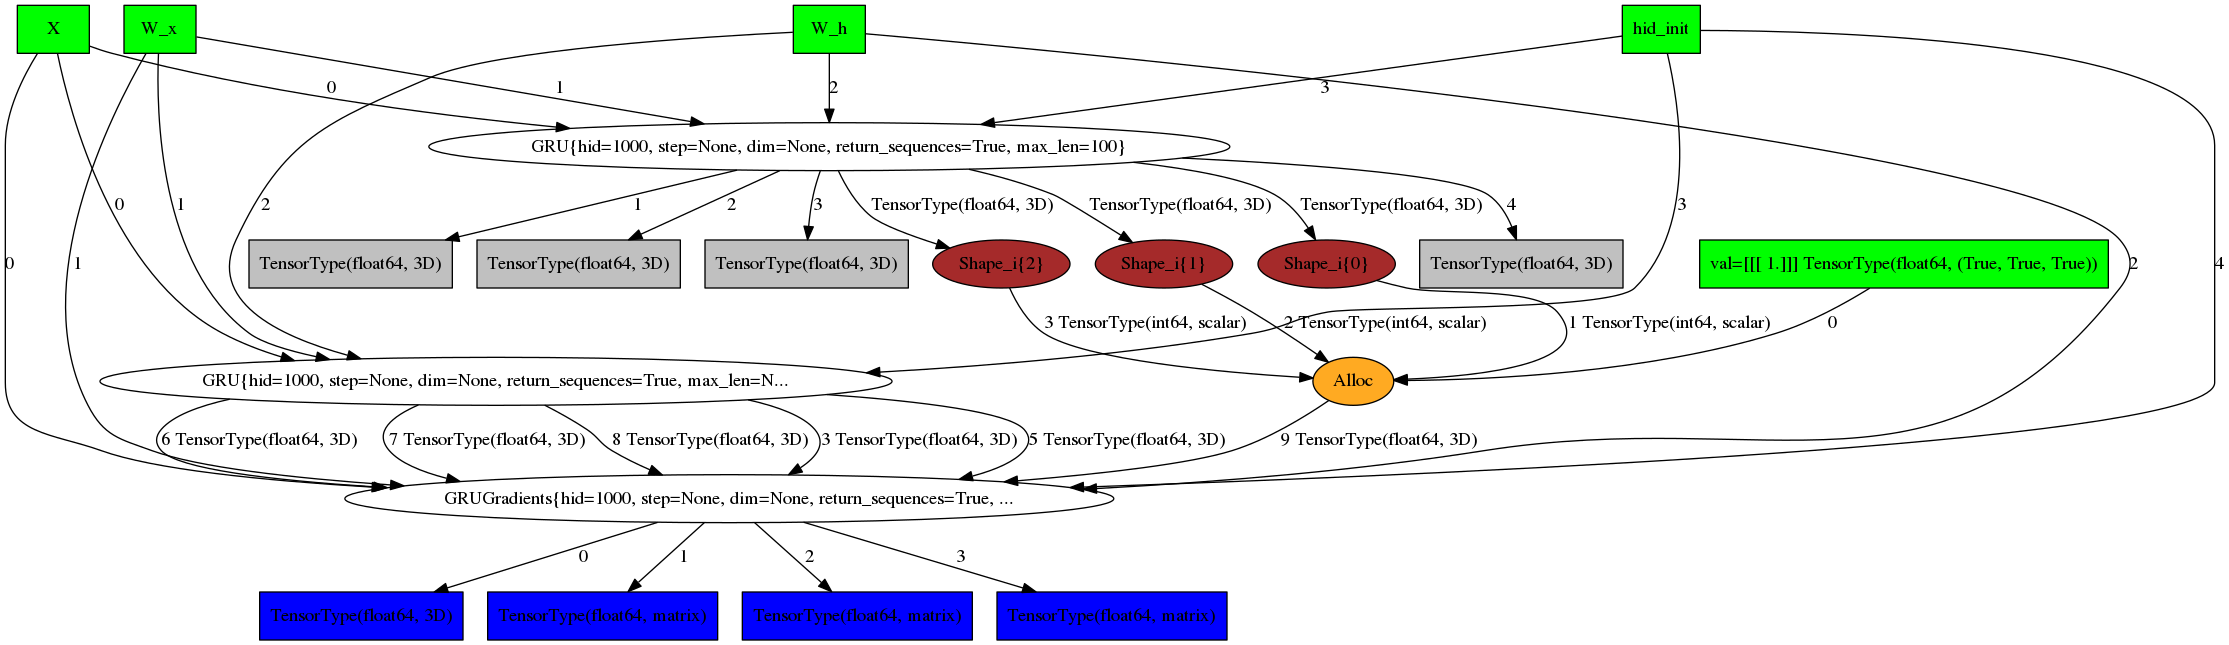 X
W_x
W_h
hid_init
0
1
2
3
GRU{hid=1000, step=None, dim=None, return_sequences=True, max_len=100}
0
1
2
1
2
3
TensorType(float64, 3D)
TensorType(float64, 3D)
TensorType(float64, 3D)
4
3
0
1
TensorType(float64, 3D)
TensorType(float64, 3D)
TensorType(float64, 3D)
Shape_i{2}
Shape_i{1}
Shape_i{0}
TensorType(float64, 3D)
val=[[[ 1.]]] TensorType(float64, (True, True, True))
2
4
3 TensorType(int64, scalar)
2 TensorType(int64, scalar)
1 TensorType(int64, scalar)
0
GRU{hid=1000, step=None, dim=None, return_sequences=True, max_len=N...
Alloc
6 TensorType(float64, 3D)
7 TensorType(float64, 3D)
8 TensorType(float64, 3D)
3 TensorType(float64, 3D)
5 TensorType(float64, 3D)
9 TensorType(float64, 3D)
GRUGradients{hid=1000, step=None, dim=None, return_sequences=True, ...
0
1
2
3
TensorType(float64, 3D)
TensorType(float64, matrix)
TensorType(float64, matrix)
TensorType(float64, matrix)